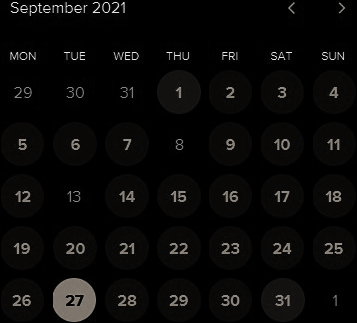 September 2021
MON TUE WED THU FRI SAT SUN
29 30 31 1 2 3 4
5 6 7 8 9 10 11
12 13 14 15 16 17 18
19 20 21 22 23 24 25
26 27 28 29 30 31 1